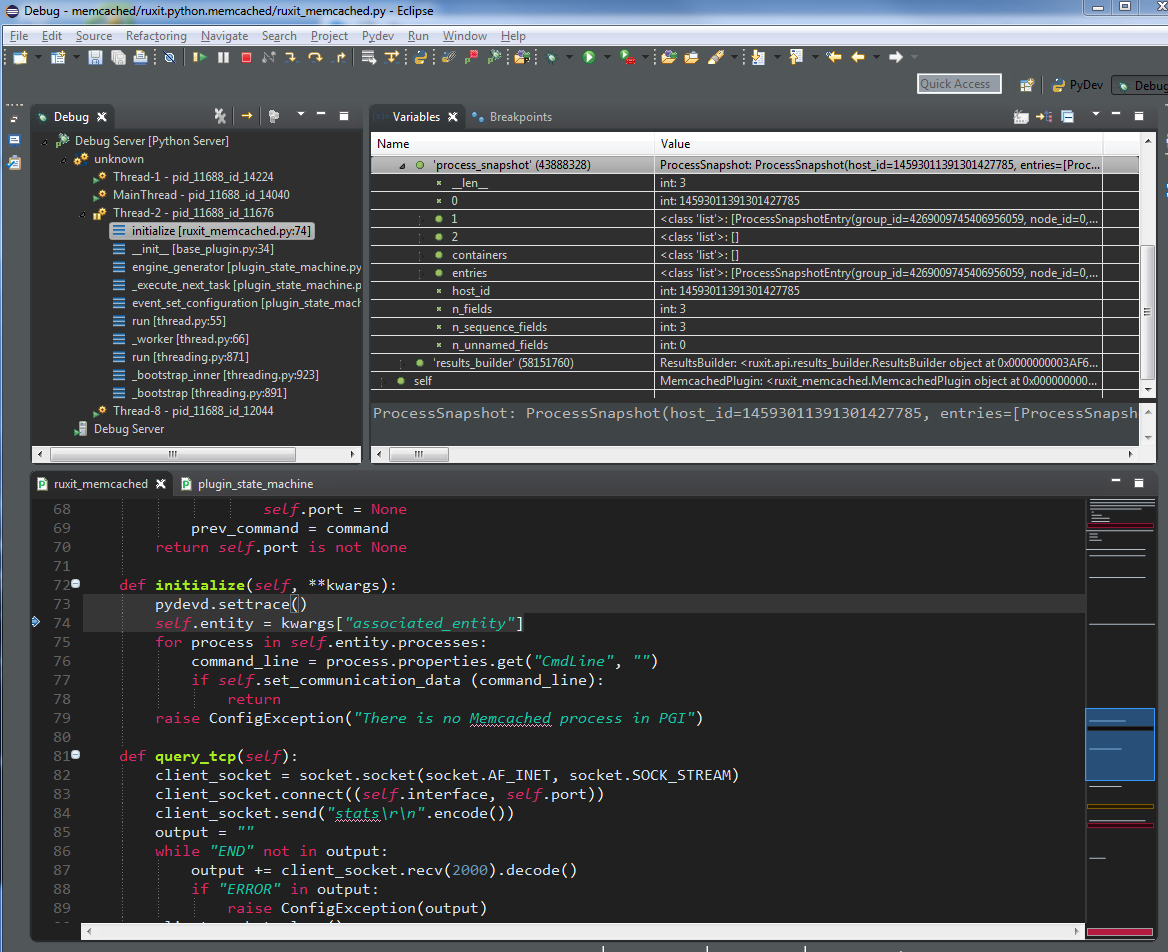 Debug - memcached/ruxit.python.memcached/ruxit_memcached.py - Eclipse
File Edit Source Refactoring Navigate Search Project Pydev Run Window Help
Quick Access PyDev Debug
Debug
Variables Breakpoints
Debug Server [Python Server]
unknown
Thread-1 - pid_11688_id_14224
MainThread - pid_11688_id_14040
Thread-2 - pid_11688_id_11676
initialize [ruxit_memcached.py:74]
__init__ [base_plugin.py:34]
engine_generator [plugin_state_machine.py
_execute_next_task [plugin_state_machine.p
event_set_configuration [plugin_state_mach
run [thread.py:55]
_worker [thread.py:66]
run [threading.py:871]
_bootstrap_inner [threading.py:923]
_bootstrap [threading.py:891]
Thread-8 - pid_11688_id_12044
Debug Server
Name Value
'process_snapshot' (43888328) ProcessSnapshot: ProcessSnapshot(host_id=14593011391301427785, entries=[Proc...
__len__ int: 3
0 int: 14593011391301427785
1 <class 'list'>: [ProcessSnapshotEntry(group_id=4269009745406956059, node_id=0,...
2 <class 'list'>: []
containers <class 'list'>: []
entries <class 'list'>: [ProcessSnapshotEntry(group_id=4269009745406956059, node_id=0,...
host_id int: 14593011391301427785
n_fields int: 3
n_sequence_fields int: 3
n_unnamed_fields int: 0
'results_builder' (58151760) ResultsBuilder: <ruxit.api.results_builder.ResultsBuilder object at 0x0000000003AF6...
self MemcachedPlugin: <ruxit_memcached.MemcachedPlugin object at 0x000000000...
ProcessSnapshot: ProcessSnapshot(host_id=14593011391301427785, entries=[ProcessSnapsh
ruxit_memcached plugin_state_machine
68 self.port = None
69 prev_command = command
70 return self.port is not None
71
72 def initialize(self, **kwargs):
73 pydevd.settrace()
74 self.entity = kwargs["associated_entity"]
75 for process in self.entity.processes:
76 command_line = process.properties.get("CmdLine", "")
77 if self.set_communication_data (command_line):
78 return
79 raise ConfigException("There is no Memcached process in PGI")
80
81 def query_tcp(self):
82 client_socket = socket.socket(socket.AF_INET, socket.SOCK_STREAM)
83 client_socket.connect((self.interface, self.port))
84 client_socket.send("stats\r\n".encode())
85 output = ""
86 while "END" not in output:
87 output += client_socket.recv(2000).decode()
88 if "ERROR" in output:
89 raise ConfigException(output)